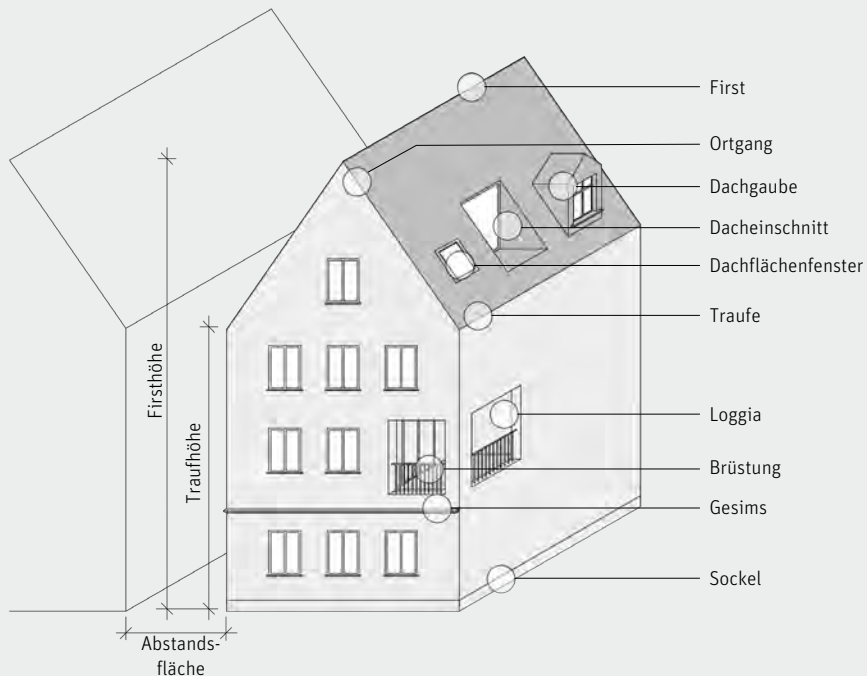 First
Ortgang
Dachgaube
Dacheinschnitt
Dachflächenfenster
Traufe
Firsthöhe
Traufhöhe
Loggia
Brüstung
Gesims
Sockel
Abstands-
fläche